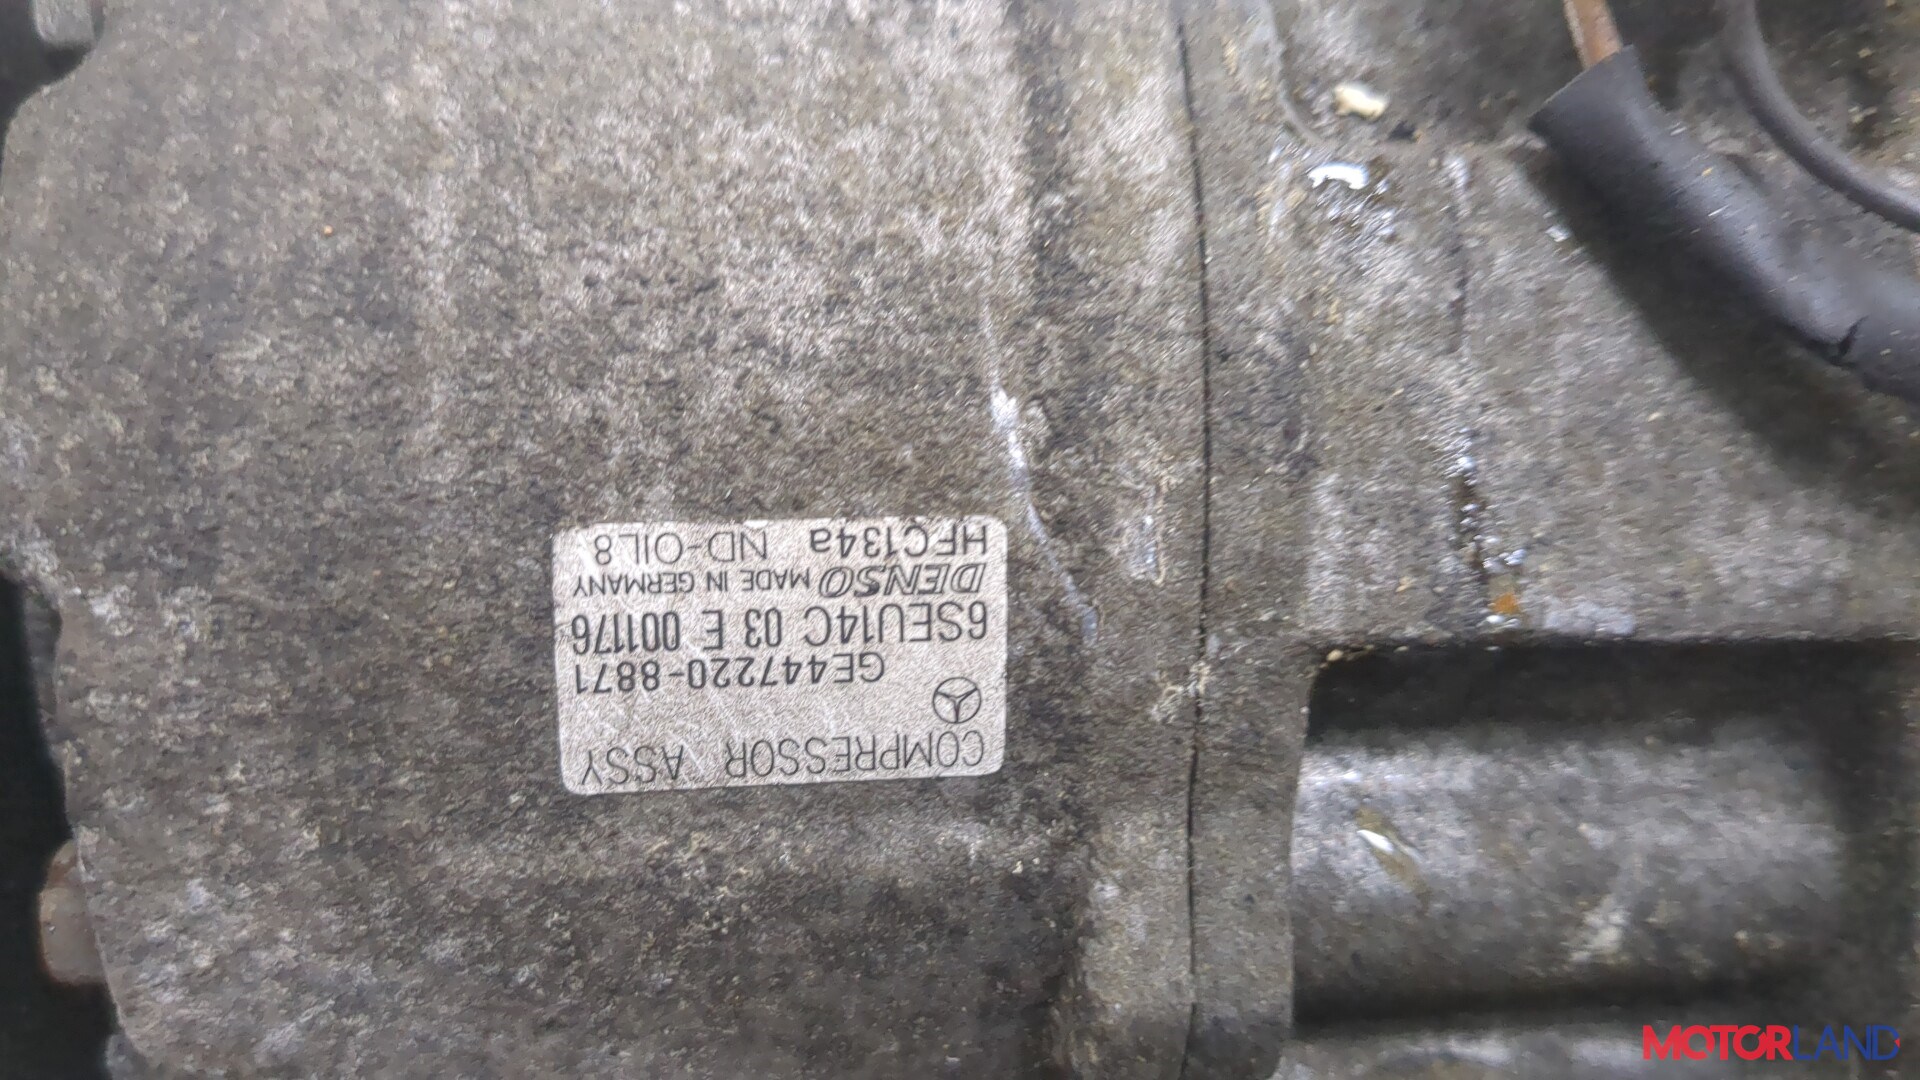 COMPRESSOR ASSY
GE447220-8871
6SEU14C 03 E 001176
DENSO MADE IN GERMANY
HFC134a ND-OIL8
MOTORLAND